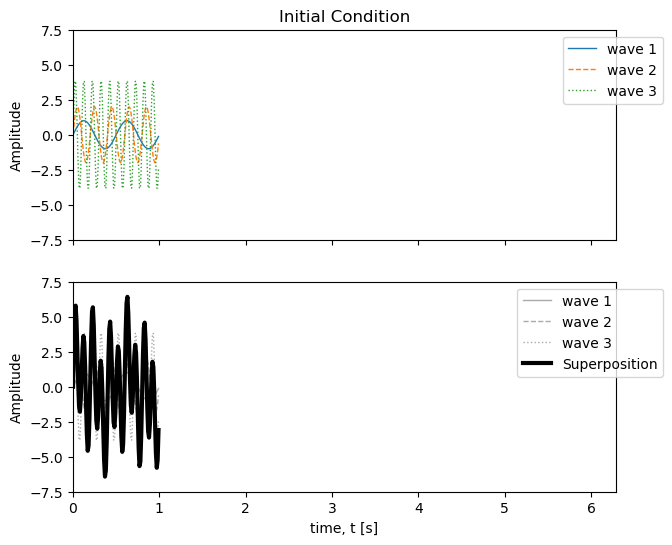 Initial Condition
7.5
5.0
2.5
0.0
−2.5
−5.0
−7.5
Amplitude
wave 1
wave 2
wave 3
7.5
5.0
2.5
0.0
−2.5
−5.0
−7.5
Amplitude
wave 1
wave 2
wave 3
Superposition
0 1 2 3 4 5 6
time, t [s]